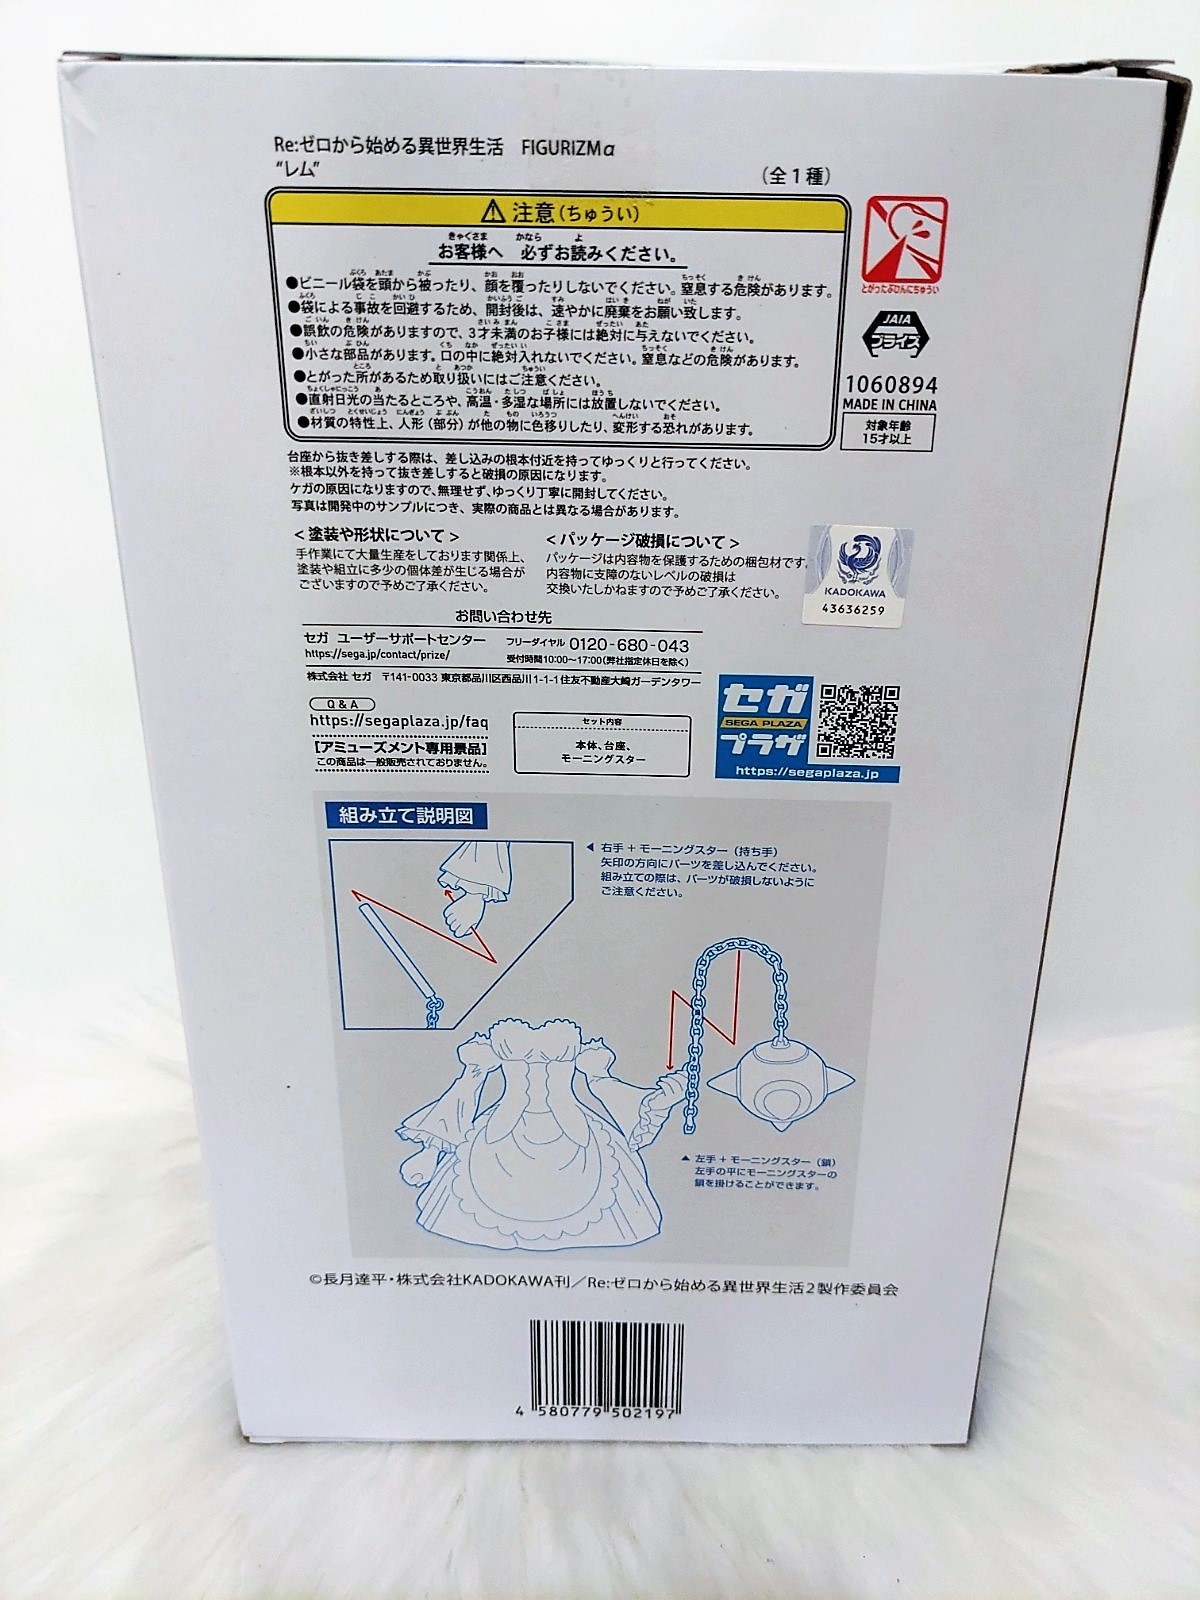 Re:ゼロから始める異世界生活 FIGURIZMα
"レム"
(全1種)
⚠注意(ちゅうい)
お客様へ 必ずお読みください。
●ビニール袋を頭から被ったり、顔を覆ったりしないでください。窒息する危険があります。
●袋による事故を回避するため、開封後は、速やかに廃棄をお願い致します。
●誤飲の危険がありますので、3才未満のお子様には絶対に与えないでください。
●小さな部品があります。口の中に絶対入れないでください。窒息などの危険があります。
●とがった所があるため取り扱いにはご注意ください。
●直射日光の当たるところや、高温・多湿な場所には放置しないでください。
●材質の特性上、人形(部分)が他の物に色移りしたり、変形する恐れがあります。
とがったぶひんにちゅうい
JAIA
プライズ
1060894
MADE IN CHINA
対象年齢
15才以上
台座から抜き差しする際は、差し込みの根本付近を持ってゆっくりと行ってください。
※根本以外を持って抜き差しすると破損の原因になります。
ケガの原因になりますので、無理せず、ゆっくり丁寧に開封してください。
写真は開発中のサンプルにつき、実際の商品とは異なる場合があります。
<塗装や形状について>
手作業にて大量生産をしております関係上、
塗装や組立に多少の個体差が生じる場合が
ございますので予めご了承ください。
<パッケージ破損について>
パッケージは内容物を保護するための梱包材です。
内容物に支障のないレベルの破損は
交換いたしかねますので予めご了承ください。
KADOKAWA
43636259
お問い合わせ先
セガ ユーザーサポートセンター
https://sega.jp/contact/prize/
フリーダイヤル 0120-680-043
受付時間10:00～17:00(弊社指定休日を除く)
株式会社 セガ 〒141-0033 東京都品川区西品川1-1-1住友不動産大崎ガーデンタワー
Q&A
https://segaplaza.jp/faq
[アミューズメント専用景品]
この商品は一般販売されておりません。
セット内容
本体、台座、
モーニングスター
セガ
SEGA PLAZA
プラザ
https://segaplaza.jp
組み立て説明図
◀ 右手+モーニングスター(持ち手)
矢印の方向にパーツを差し込んでください。
組み立ての際は、パーツが破損しないように
ご注意ください。
▲ 左手+モーニングスター(鎖)
左手の平にモーニングスターの
鎖を掛けることができます。
©長月達平・株式会社KADOKAWA刊／Re:ゼロから始める異世界生活2製作委員会
4 580779 502197